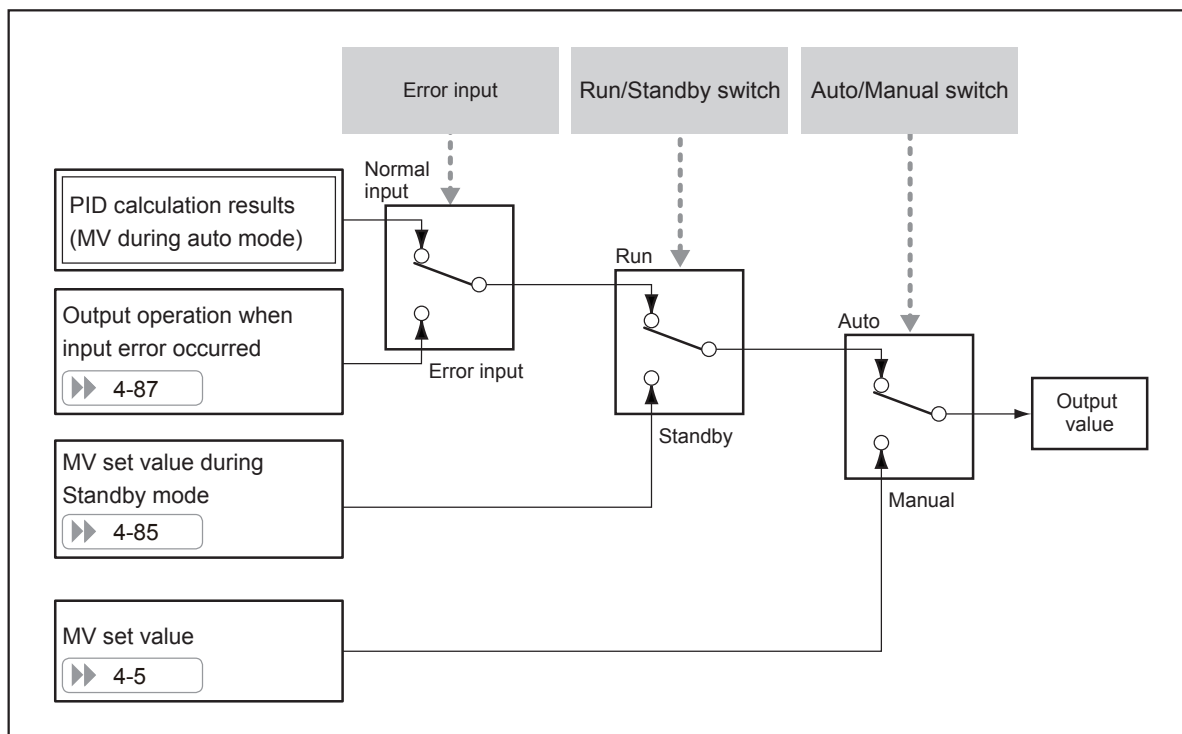 Error input
Run/Standby switch
Auto/Manual switch
Normal
input
PID calculation results
(MV during auto mode)
Run
Output operation when
input error occurred
4-87
Error input
Auto
Output
value
Standby
MV set value during
Standby mode
4-85
Manual
MV set value
4-5